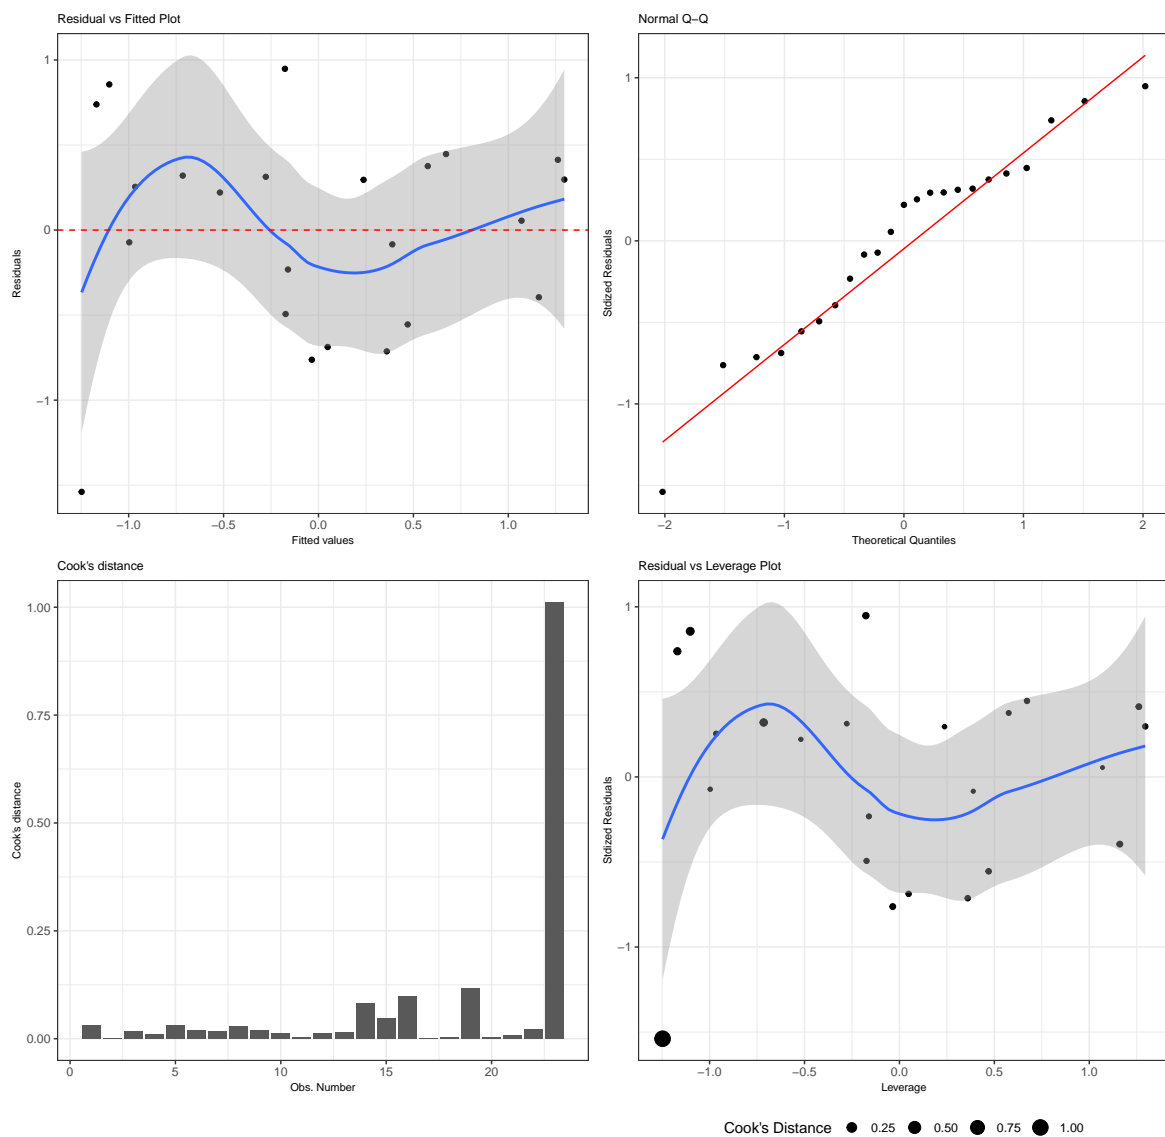 Residual vs Fitted Plot
1
0
−1
Residuals
−1.0 −0.5 0.0 0.5 1.0
Fitted values
Normal Q−Q
1
0
−1
Stdized Residuals
−2 −1 0 1 2
Theoretical Quantiles
Cook's distance
1.00
0.75
0.50
0.25
0.00
Cook's distance
0 5 10 15 20
Obs. Number
Residual vs Leverage Plot
1
0
−1
Stdized Residuals
−1.0 −0.5 0.0 0.5 1.0
Leverage
Cook's Distance 0.25 0.50 0.75 1.00